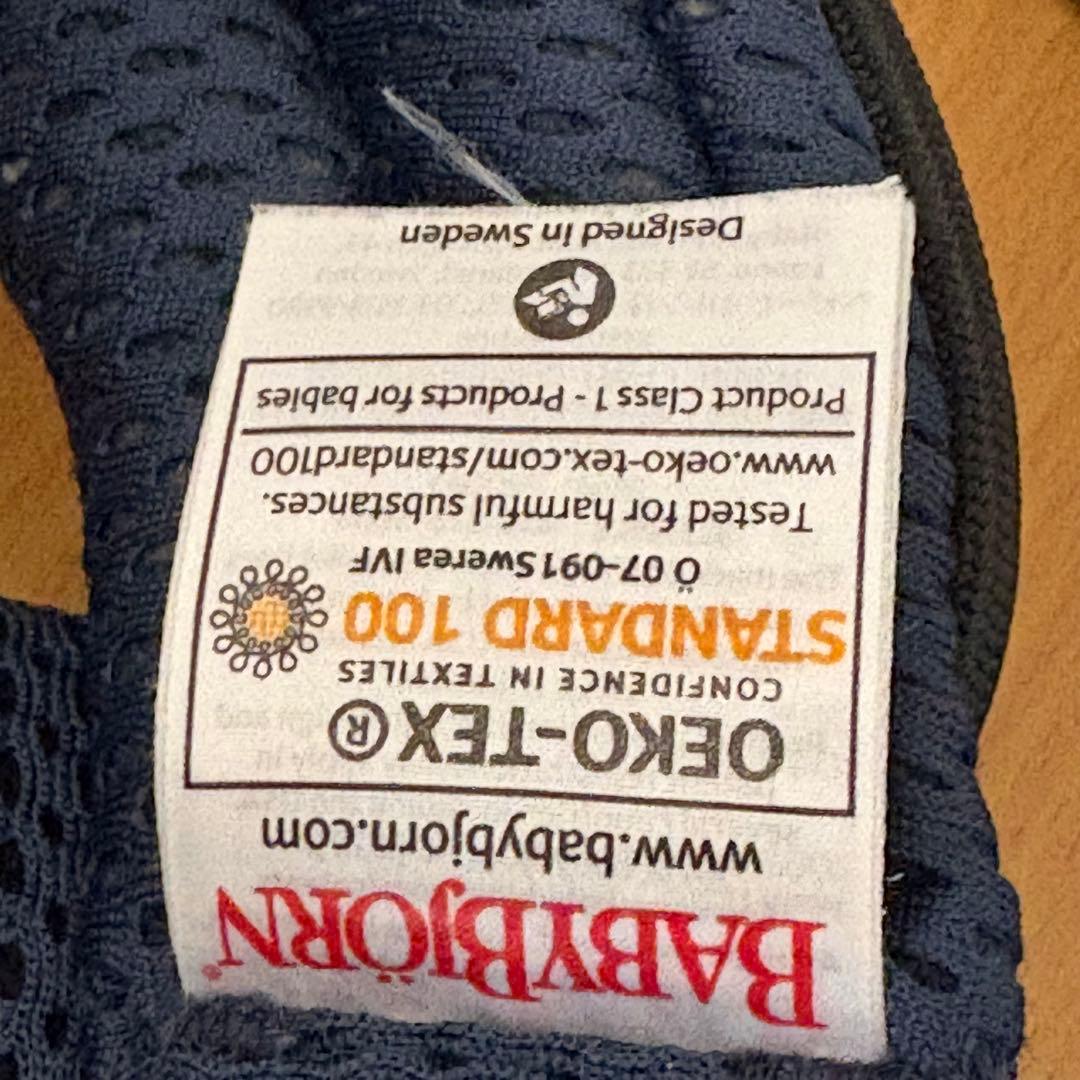 BABYBJÖRN®
www.babybjorn.com
OEKO-TEX®
CONFIDENCE IN TEXTILES
STANDARD 100
Ö 07-091 Swerea IVF
Tested for harmful substances.
www.oeko-tex.com/standard100
Product Class 1 - Products for babies
Designed in Sweden